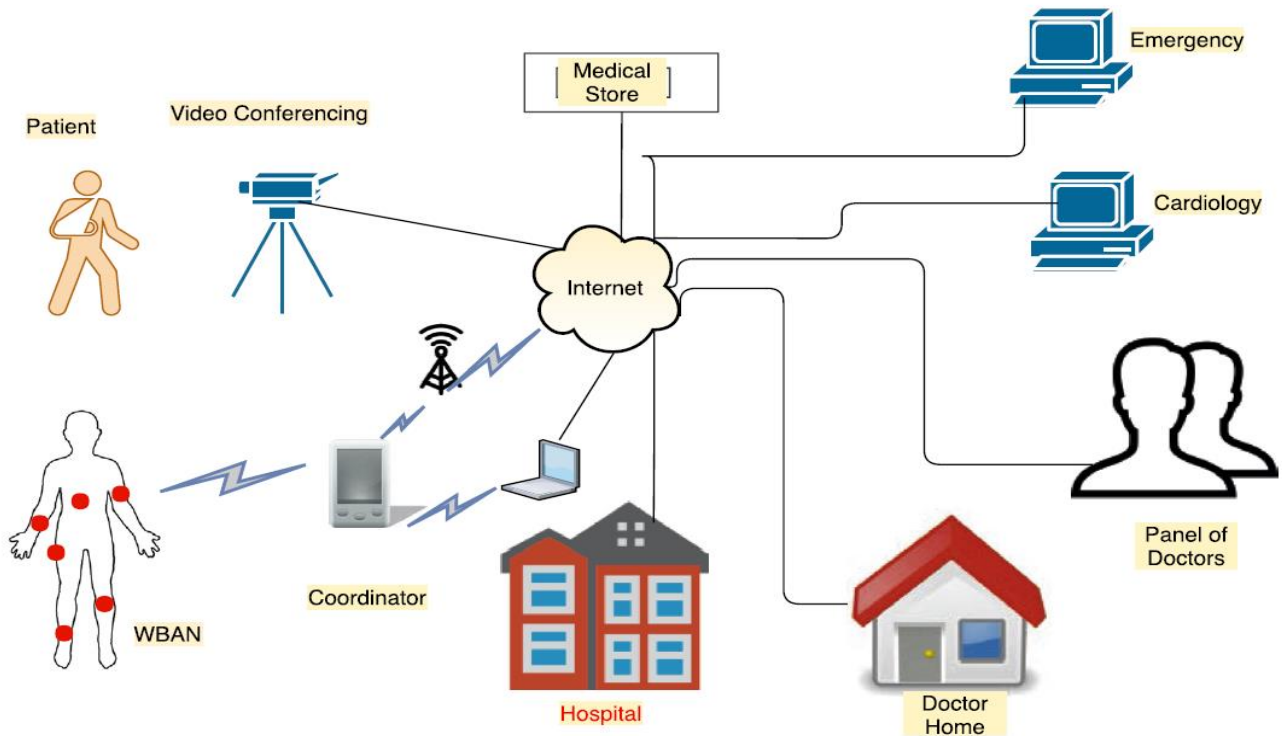 Medical
Store
Emergency
Video Conferencing
Patient
Cardiology
Internet
Panel of
Doctors
Coordinator
WBAN
Doctor
Home
Hospital